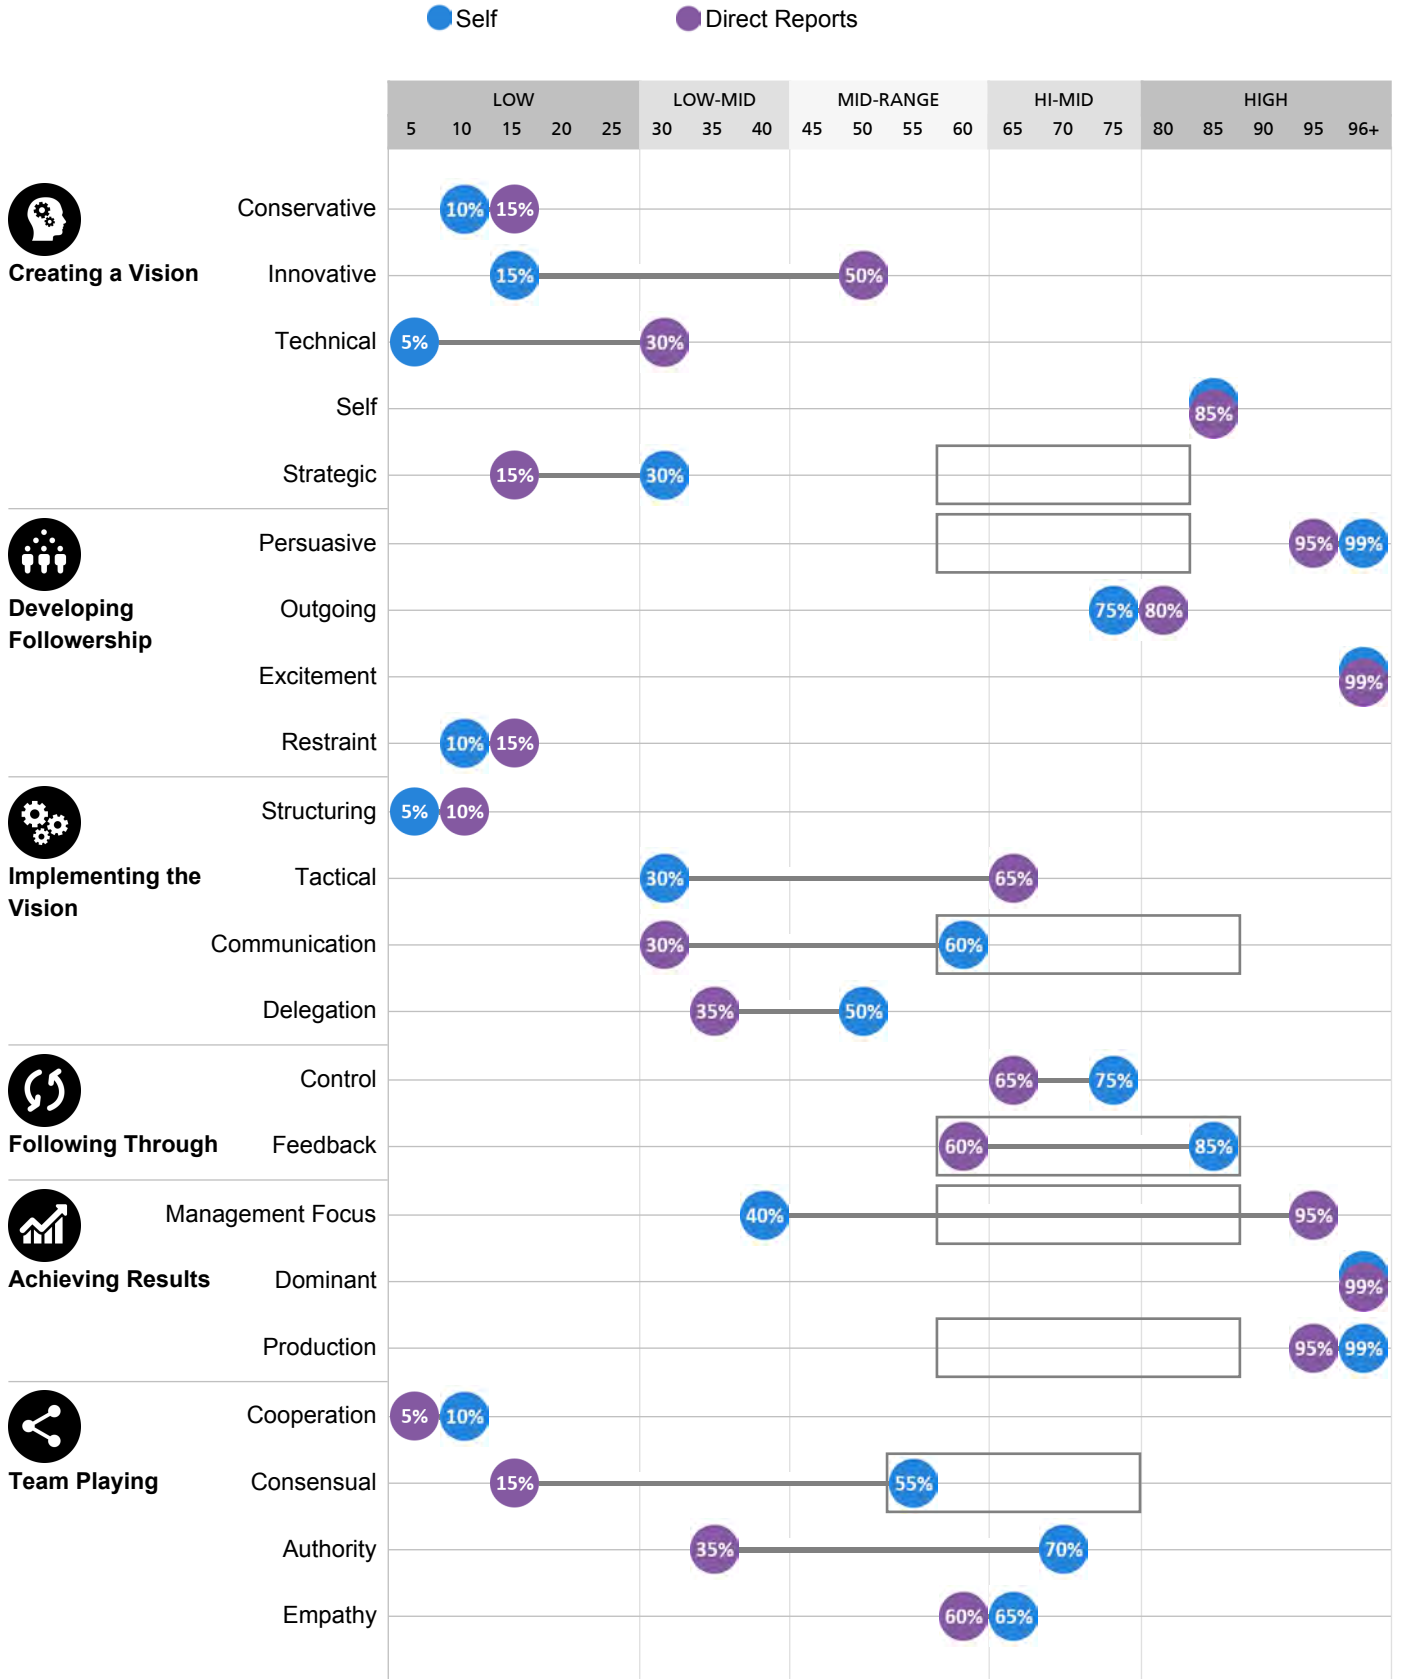 Self Direct Reports
LOW LOW-MID MID-RANGE HI-MID HIGH
5 10 15 20 25 30 35 40 45 50 55 60 65 70 75 80 85 90 95 96+
Conservative 10% 15%
Creating a Vision Innovative 15% 50%
Technical 5% 30%
Self 85%
Strategic 15% 30%
Persuasive 95% 99%
Developing Outgoing 75% 80%
Followership
Excitement 99%
Restraint 10% 15%
Structuring 5% 10%
Implementing the Tactical 30% 65%
Vision
Communication 30% 60%
Delegation 35% 50%
Control 65% 75%
Following Through Feedback 60% 85%
Management Focus 40% 95%
Achieving Results Dominant 99%
Production 95% 99%
Cooperation 5% 10%
Team Playing Consensual 15% 55%
Authority 35% 70%
Empathy 60% 65%